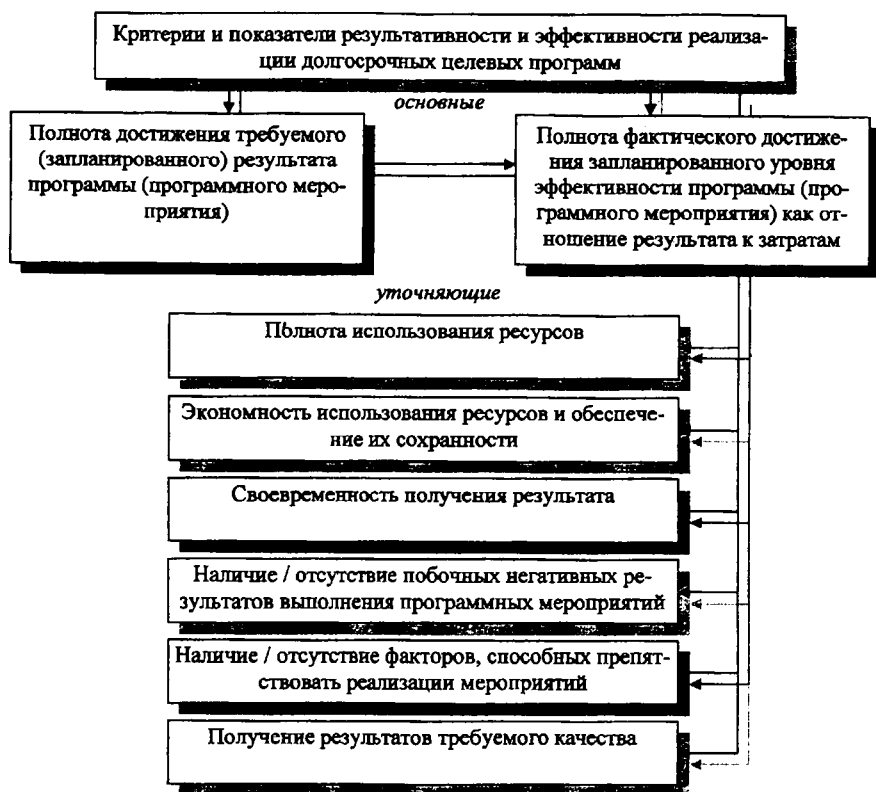 Критерии и показатели результативности и эффективности реализа-
ции долгосрочных целевых программ
основные
Полнота достижения требуемого
(запланированного) результата
программы (программного меро-
приятия)
Полнота фактического достиже-
ния запланированного уровня
эффективности программы (про-
граммного мероприятия) как от-
ношение результата к затратам
уточняющие
Полнота использования ресурсов
Экономность использования ресурсов и обеспече-
ние их сохранности
Своевременность получения результата
Наличие / отсутствие побочных негативных ре-
зультатов выполнения программных мероприятий
Наличие / отсутствие факторов, способных препят-
ствовать реализации мероприятий
Получение результатов требуемого качества